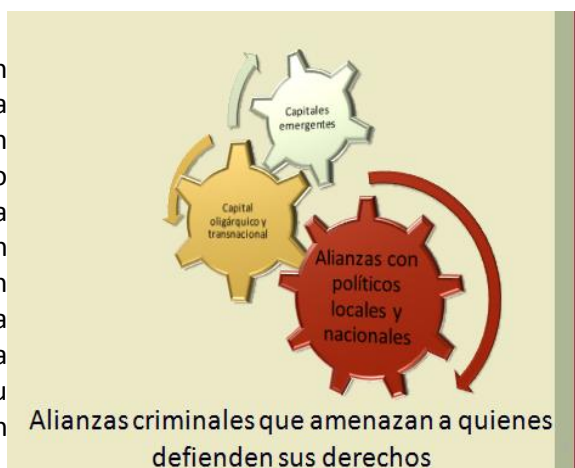 Capitales
emergentes
Capital
oligárquico y
transnacional
Alianzas con
políticos
locales y
nacionales
Alianzas criminales que amenazan a quienes
defienden sus derechos